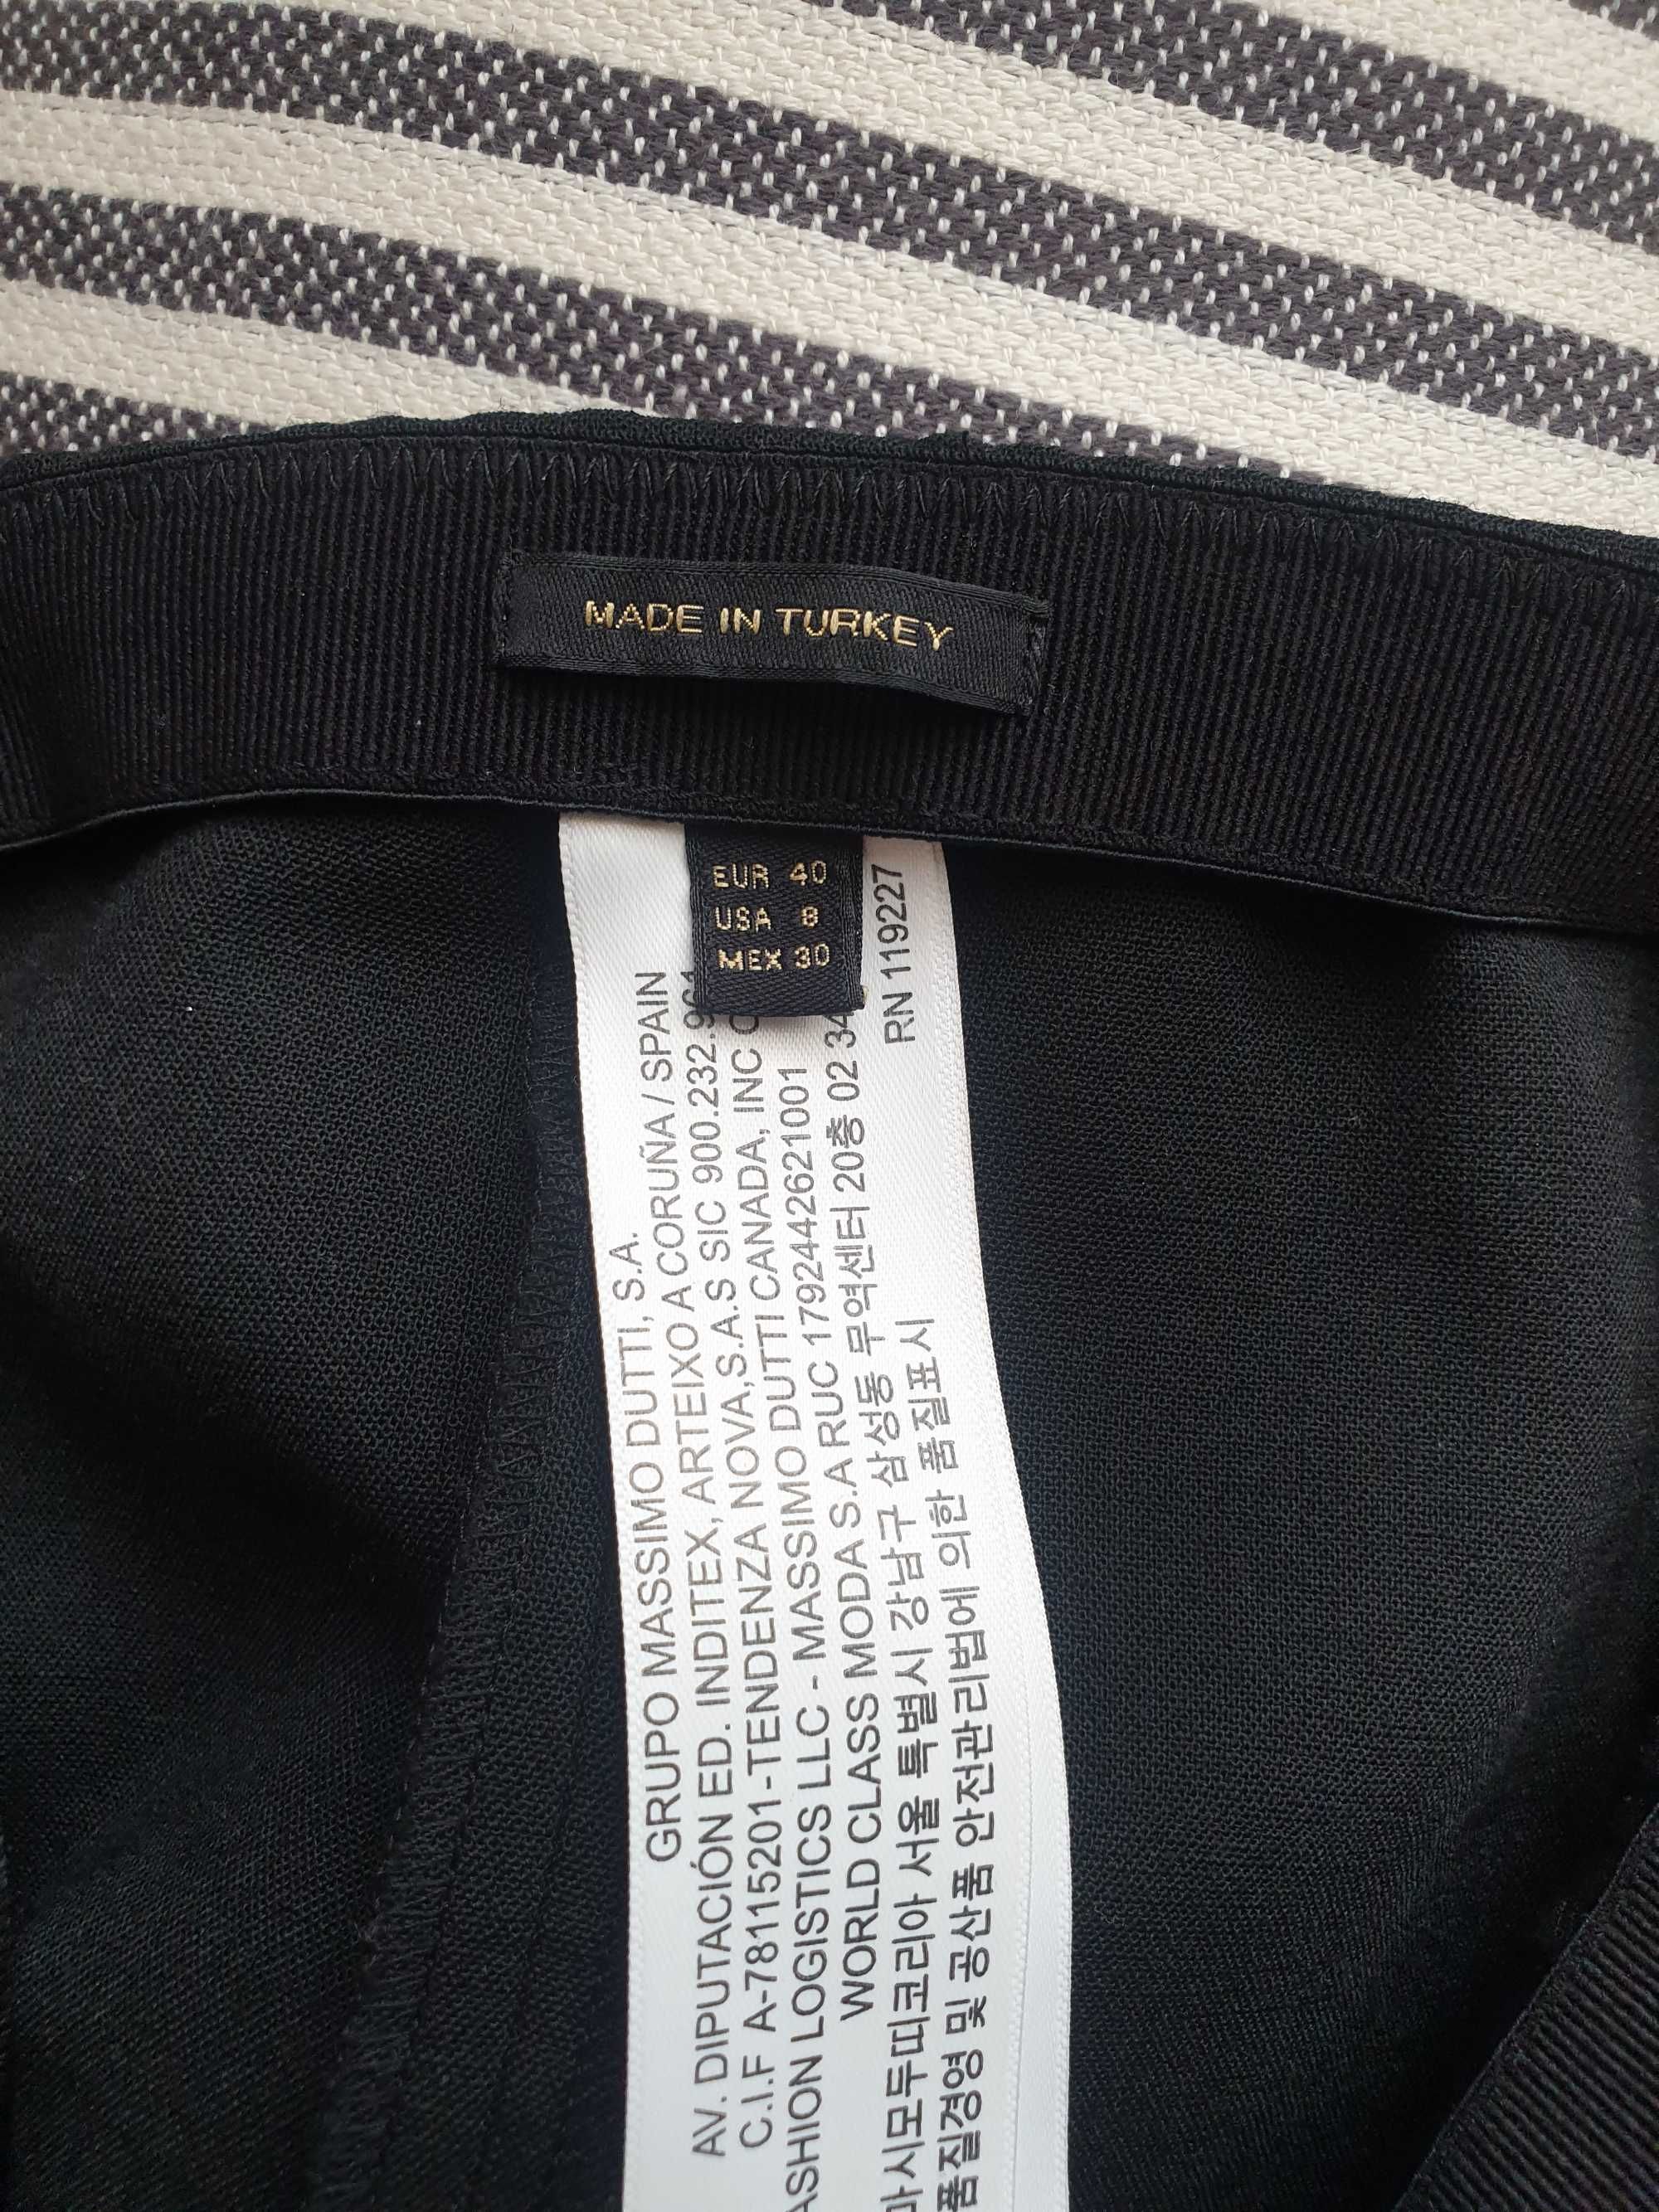 MADE IN TURKEY
EUR 40
USA 8
MEX 30
GRUPO MASSIMO DUTTI, S.A.
AV. DIPUTACIÓN ED. INDITEX, ARTEIXO A CORUÑA / SPAIN
C.I.F A-78115201-TENDENZA NOVA,S.A.S SIC 900.232.961
LOGISTICS LLC - MASSIMO DUTTI CANADA, INC
WORLD CLASS MODA S.A RUC 1792442621001
마시모두띠코리아 서울 특별시 강남구 삼성동 무역센터 20층 02 34
품질경영 및 공산품 안전관리법에 의한 품질표시
RN 119227